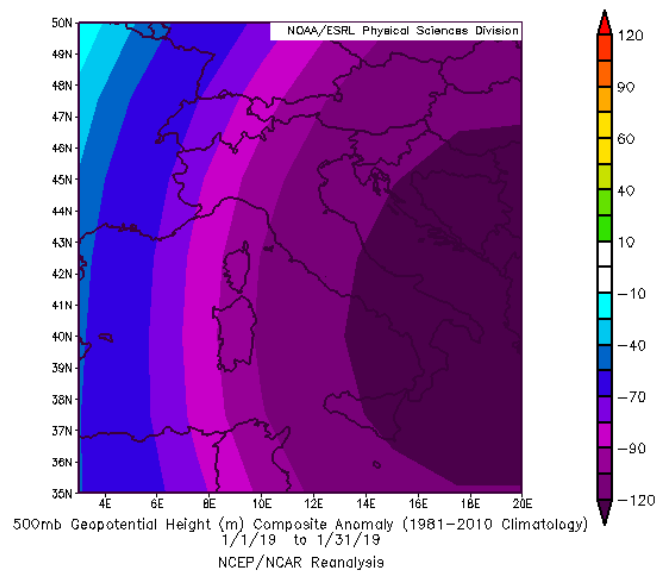 NOAA/ESRL Physical Sciences Division
50N
49N
48N
47N
46N
45N
44N
43N
42N
41N
40N
39N
38N
37N
36N
35N
4E 6E 8E 10E 12E 14E 16E 18E 20E
120
90
60
40
10
-10
-40
-70
-90
-120
500mb Geopotential Height (m) Composite Anomaly (1981-2010 Climatology)
1/1/19 to 1/31/19
NCEP/NCAR Reanalysis